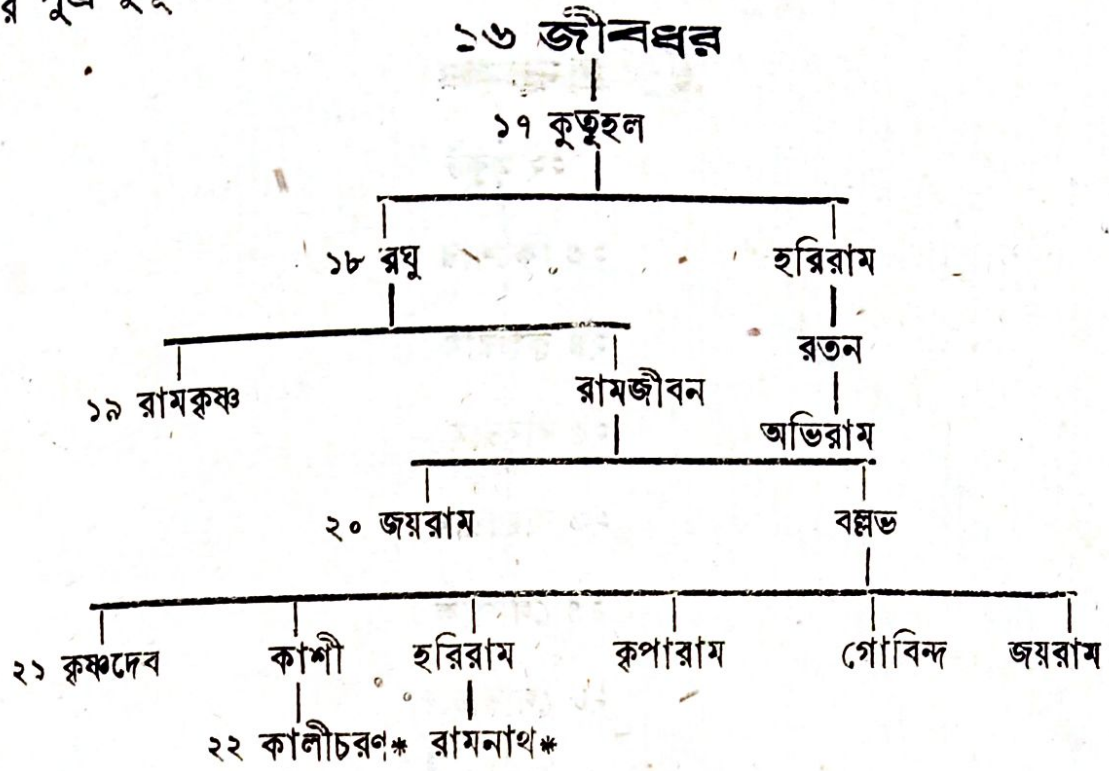 ১৬ জীবধর
১৭ কুতূহল
১৮ রঘু হরিরাম
রতন
১৯ রামকৃষ্ণ রামজীবন
অভিরাম
২০ জয়রাম বল্লভ
২১ কৃষ্ণদেব কাশী হরিরাম কৃপারাম গোবিন্দ জয়রাম
২২ কালীচরণ* রামনাথ*